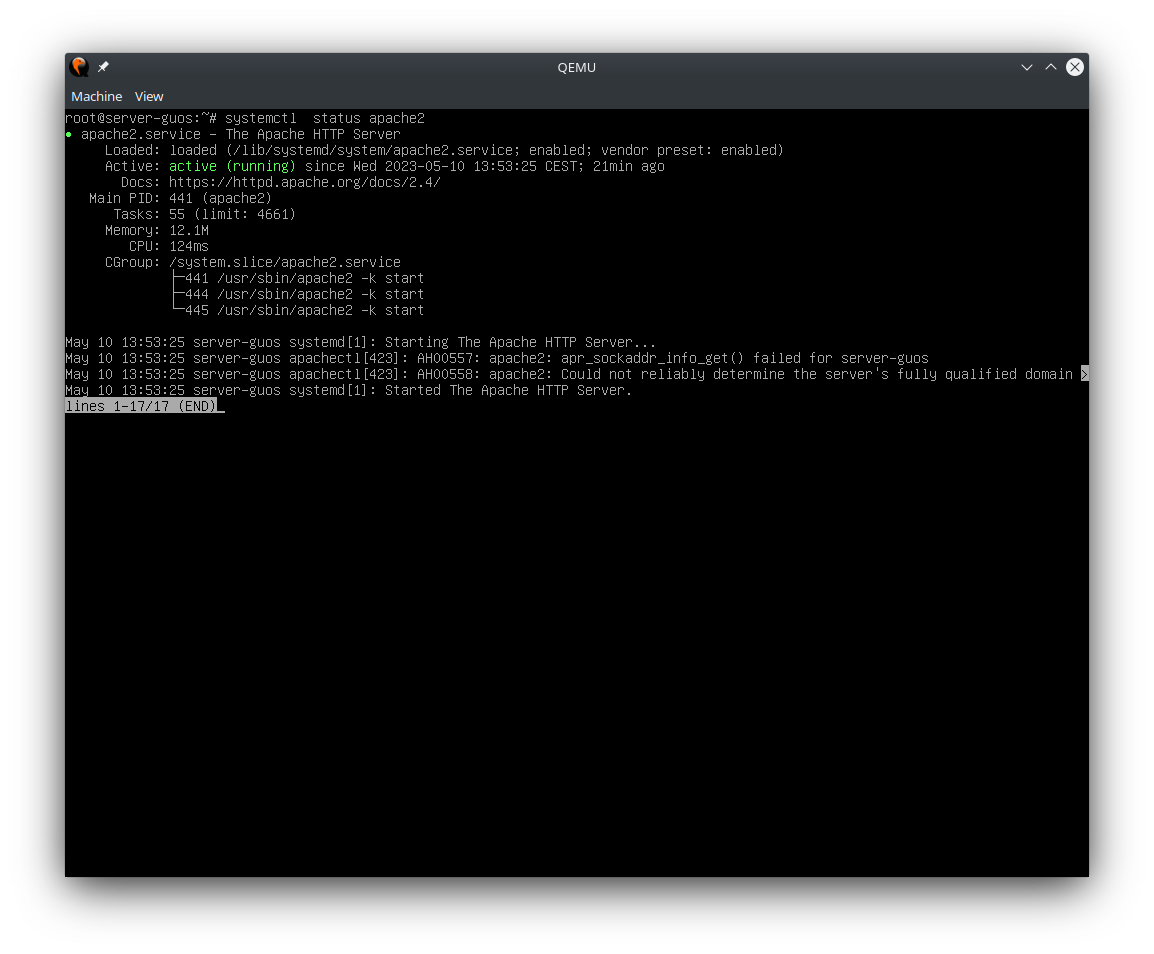 QEMU
Machine View
root@server-guos:~# systemctl  status apache2
● apache2.service - The Apache HTTP Server
     Loaded: loaded (/lib/systemd/system/apache2.service; enabled; vendor preset: enabled)
     Active: active (running) since Wed 2023-05-10 13:53:25 CEST; 21min ago
       Docs: https://httpd.apache.org/docs/2.4/
   Main PID: 441 (apache2)
      Tasks: 55 (limit: 4661)
     Memory: 12.1M
        CPU: 124ms
     CGroup: /system.slice/apache2.service
             ├─441 /usr/sbin/apache2 -k start
             ├─444 /usr/sbin/apache2 -k start
             └─445 /usr/sbin/apache2 -k start
May 10 13:53:25 server-guos systemd[1]: Starting The Apache HTTP Server...
May 10 13:53:25 server-guos apachectl[423]: AH00557: apache2: apr_sockaddr_info_get() failed for server-guos
May 10 13:53:25 server-guos apachectl[423]: AH00558: apache2: Could not reliably determine the server's fully qualified domain >
May 10 13:53:25 server-guos systemd[1]: Started The Apache HTTP Server.
lines 1-17/17 (END)